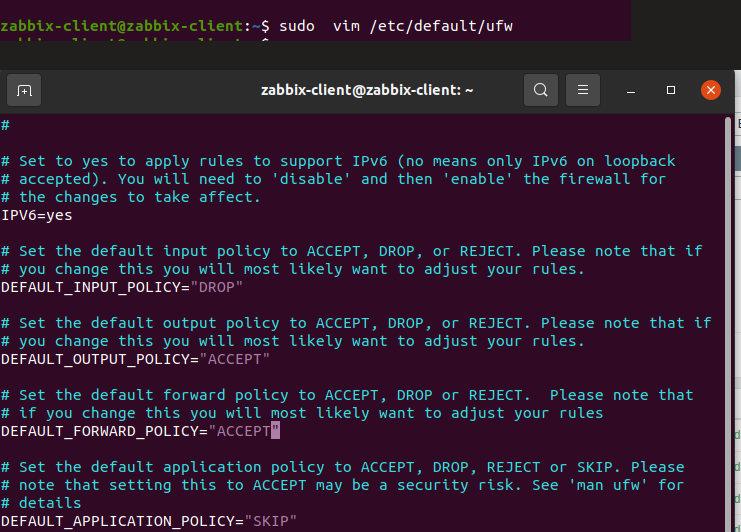 zabbix-client@zabbix-client:~$ sudo  vim /etc/default/ufw
zabbix-client@zabbix-client: ~
#
# Set to yes to apply rules to support IPv6 (no means only IPv6 on loopback
# accepted). You will need to 'disable' and then 'enable' the firewall for
# the changes to take affect.
IPV6=yes
# Set the default input policy to ACCEPT, DROP, or REJECT. Please note that if
# you change this you will most likely want to adjust your rules.
DEFAULT_INPUT_POLICY="DROP"
# Set the default output policy to ACCEPT, DROP, or REJECT. Please note that if
# you change this you will most likely want to adjust your rules.
DEFAULT_OUTPUT_POLICY="ACCEPT"
# Set the default forward policy to ACCEPT, DROP or REJECT.  Please note that
# if you change this you will most likely want to adjust your rules
DEFAULT_FORWARD_POLICY="ACCEPT"
# Set the default application policy to ACCEPT, DROP, REJECT or SKIP. Please
# note that setting this to ACCEPT may be a security risk. See 'man ufw' for
# details
DEFAULT_APPLICATION_POLICY="SKIP"